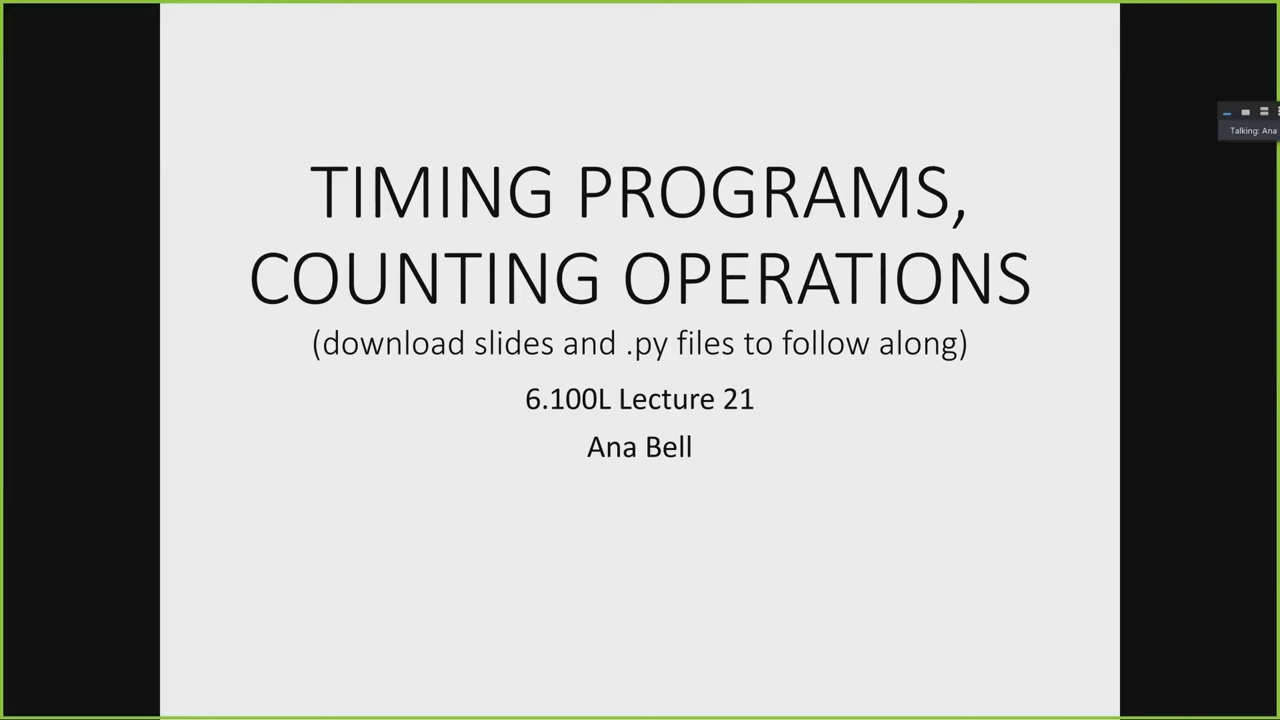 Talking: Ana
TIMING PROGRAMS,
COUNTING OPERATIONS
(download slides and .py files to follow along)
6.100L Lecture 21
Ana Bell